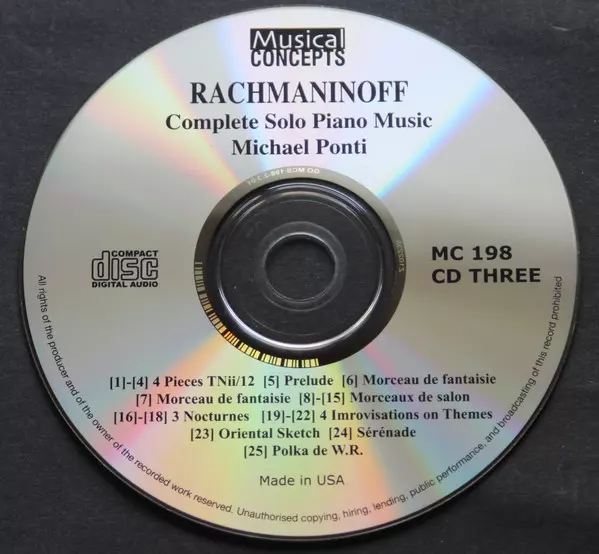 Musical
CONCEPTS
RACHMANINOFF
Complete Solo Piano Music
Michael Ponti
COMPACT
disc
DIGITAL AUDIO
MC 198
CD THREE
[1]-[4] 4 Pieces TNii/12 [5] Prelude [6] Morceau de fantaisie
[7] Morceau de fantaisie [8]-[15] Morceaux de salon
[16]-[18] 3 Nocturnes [19]-[22] 4 Imrovisations on Themes
[23] Oriental Sketch [24] Sérénade
[25] Polka de W.R.
Made in USA
All rights of the producer and of the owner of the recorded work reserved. Unauthorised copying, hiring, lending, public performance, and broadcasting of this record prohibited